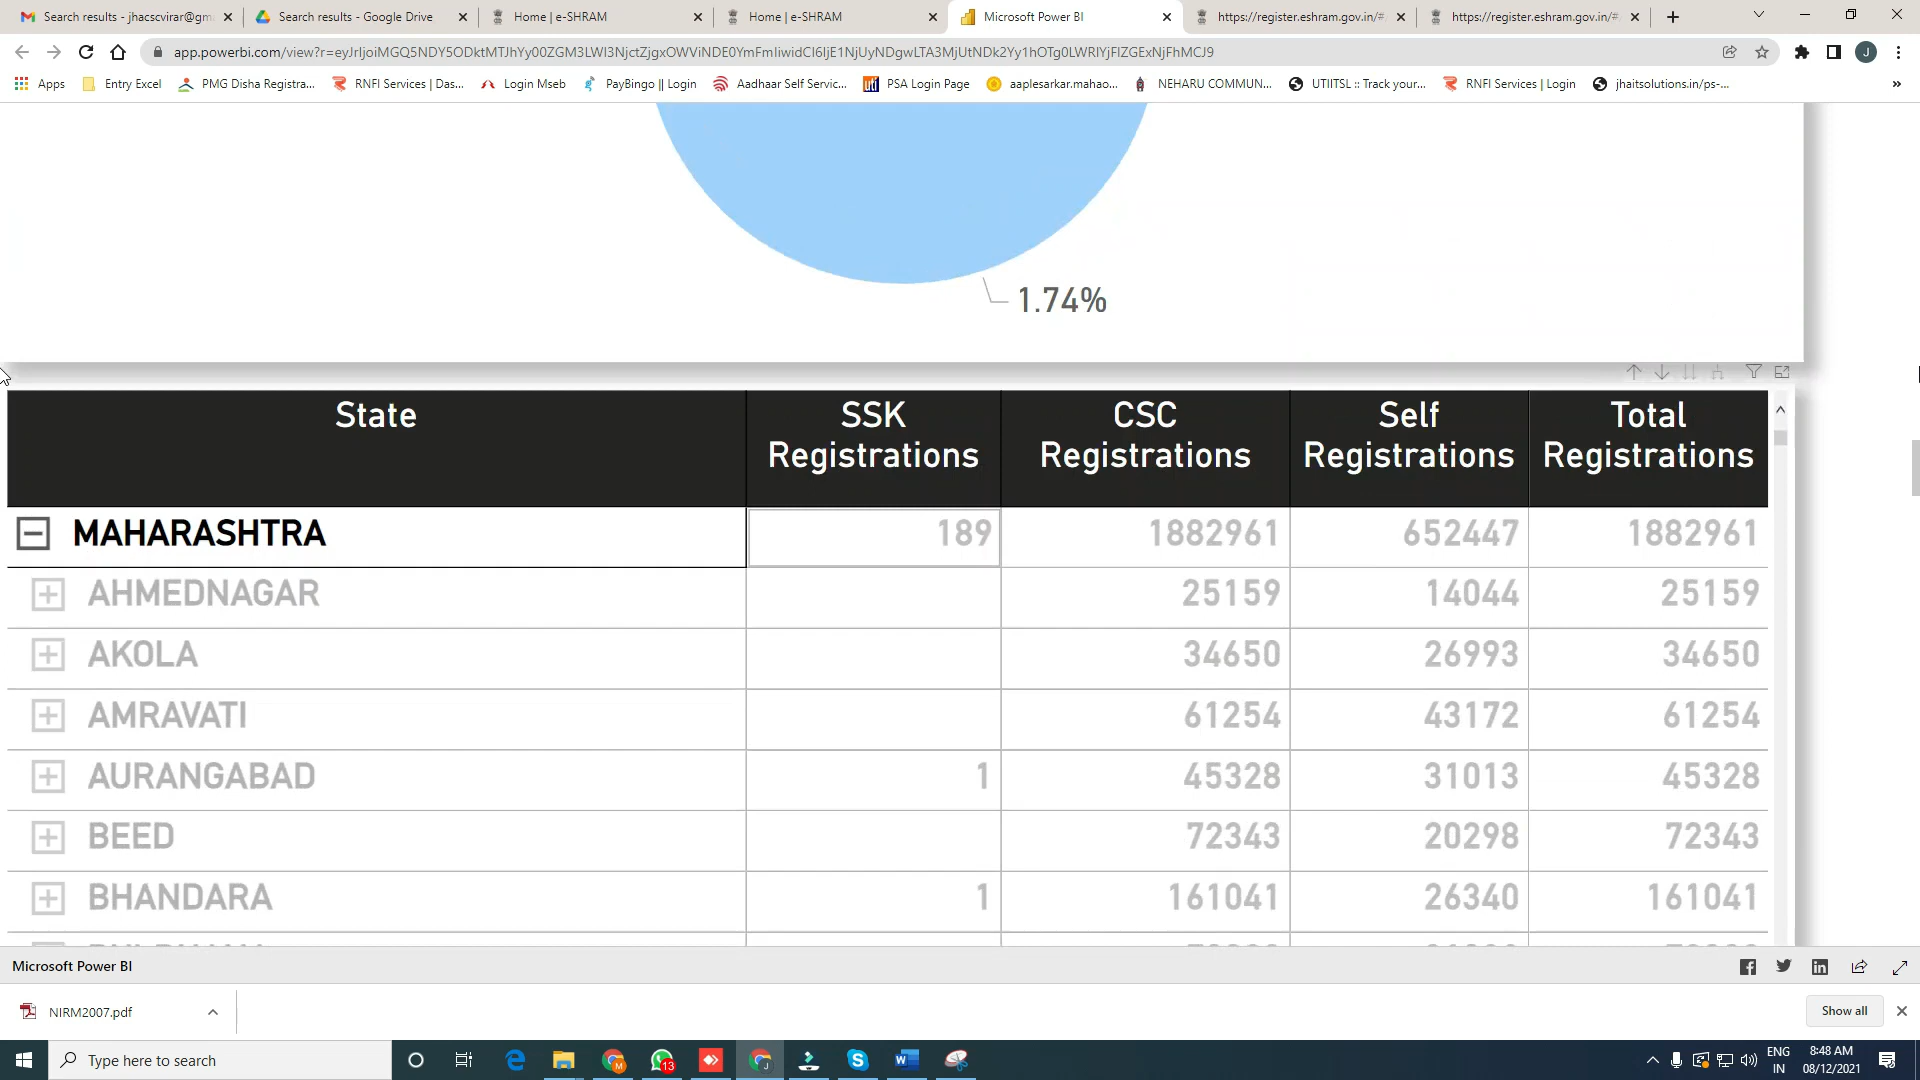 Search results - jhacscvirar@gm
Search results - Google Drive
Home | e-SHRAM
Home | e-SHRAM
Microsoft Power BI
https://register.eshram.gov.in/#
https://register.eshram.gov.in/#
Apps
Entry Excel
PMG Disha Registra...
RNFI Services | Das...
Login Mseb
PayBingo || Login
Aadhaar Self Servic...
PSA Login Page
aaplesarkar.mahao...
NEHARU COMMUN...
UTIITSL :: Track your...
RNFI Services | Login
jhaitsolutions.in/ps-...
1.74%
State SSK Registrations CSC Registrations Self Registrations Total Registrations
MAHARASHTRA 189 1882961 652447 1882961
AHMEDNAGAR 25159 14044 25159
AKOLA 34650 26993 34650
AMRAVATI 61254 43172 61254
AURANGABAD 1 45328 31013 45328
BEED 72343 20298 72343
BHANDARA 1 161041 26340 161041
Microsoft Power BI
NIRM2007.pdf
Show all
Type here to search
13
ENG
IN
8:48 AM
08/12/2021